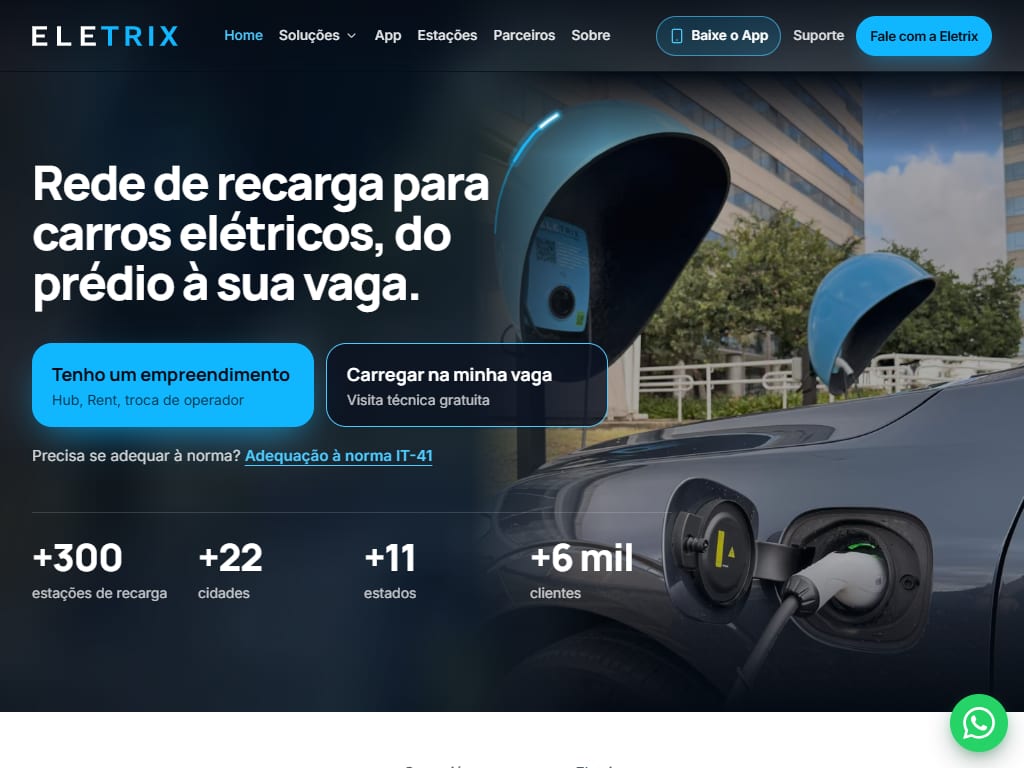 ELETRIX
Home
Soluções
App
Estações
Parceiros
Sobre
Baixe o App
Suporte
Fale com a Eletrix
Rede de recarga para
carros elétricos, do
prédio à sua vaga.
Tenho um empreendimento
Hub, Rent, troca de operador
Carregar na minha vaga
Visita técnica gratuita
Precisa se adequar à norma? Adequação à norma IT-41
+300
estações de recarga
+22
cidades
+11
estados
+6 mil
clientes